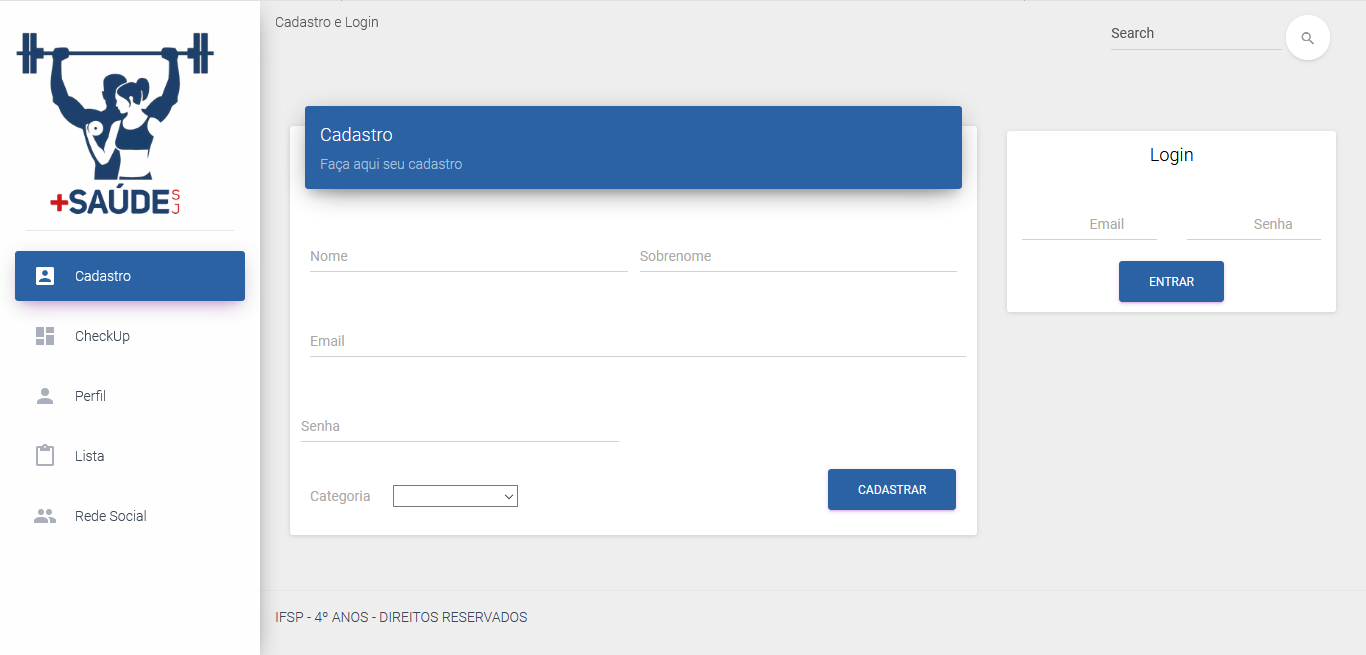 Cadastro e Login
Search
+SAÚDE SJ
Cadastro
CheckUp
Perfil
Lista
Rede Social
Cadastro
Faça aqui seu cadastro
Nome
Sobrenome
Email
Senha
Categoria
CADASTRAR
Login
Email
Senha
ENTRAR
IFSP - 4º ANOS - DIREITOS RESERVADOS